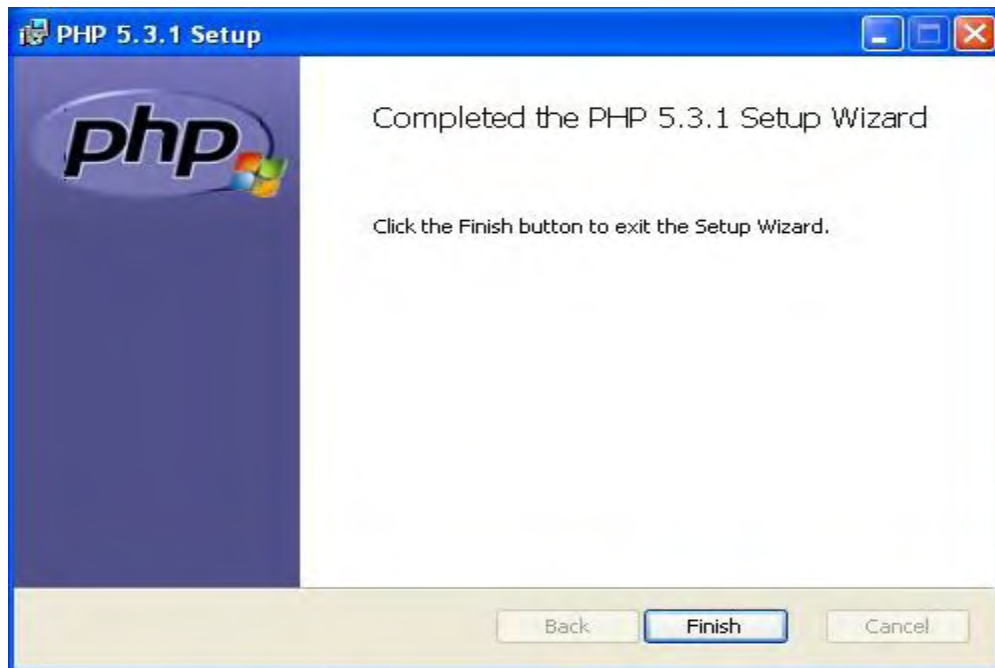 PHP 5.3.1 Setup
php
Completed the PHP 5.3.1 Setup Wizard
Click the Finish button to exit the Setup Wizard.
Back Finish Cancel